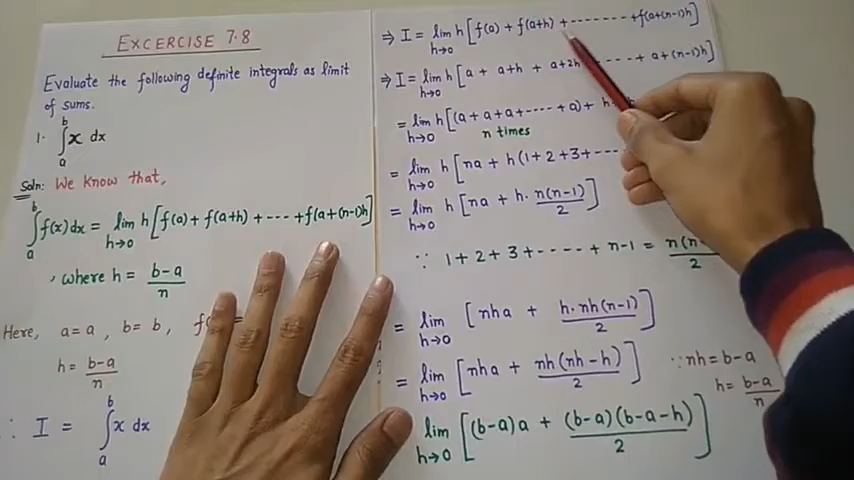 EXCERCISE 7.8
Evaluate the following definite integrals as limit
of sums.
1. ∫ₐᵇ x dx
Soln: We know that,
∫ₐᵇ f(x)dx = lim h→0 h[f(a) + f(a+h) + ---- + f(a+(n-1)h]
, where h = (b-a)/n
Here, a = a , b = b,
h = (b-a)/n
∴ I = ∫ₐᵇ x dx
⇒ I = lim h→0 h[f(a) + f(a+h) + -------- + f(a+(n-1)h]
⇒ I = lim h→0 h[a + a+h + a+2h ---- + a+(n-1)h]
= lim h→0 h[(a + a + a + ---- + a) +
n times
= lim h→0 h[na + h(1+2+3+----
= lim h→0 h[na + h. n(n-1)/2]
∵ 1+2+3+---- + n-1 =
= lim h→0 [nha + h.nh(n-1)/2]
= lim h→0 [nha + nh(nh-h)/2] ∵ nh = b-a
h = (b-a)/n
lim h→0 [(b-a)a + (b-a)(b-a-h)/2]